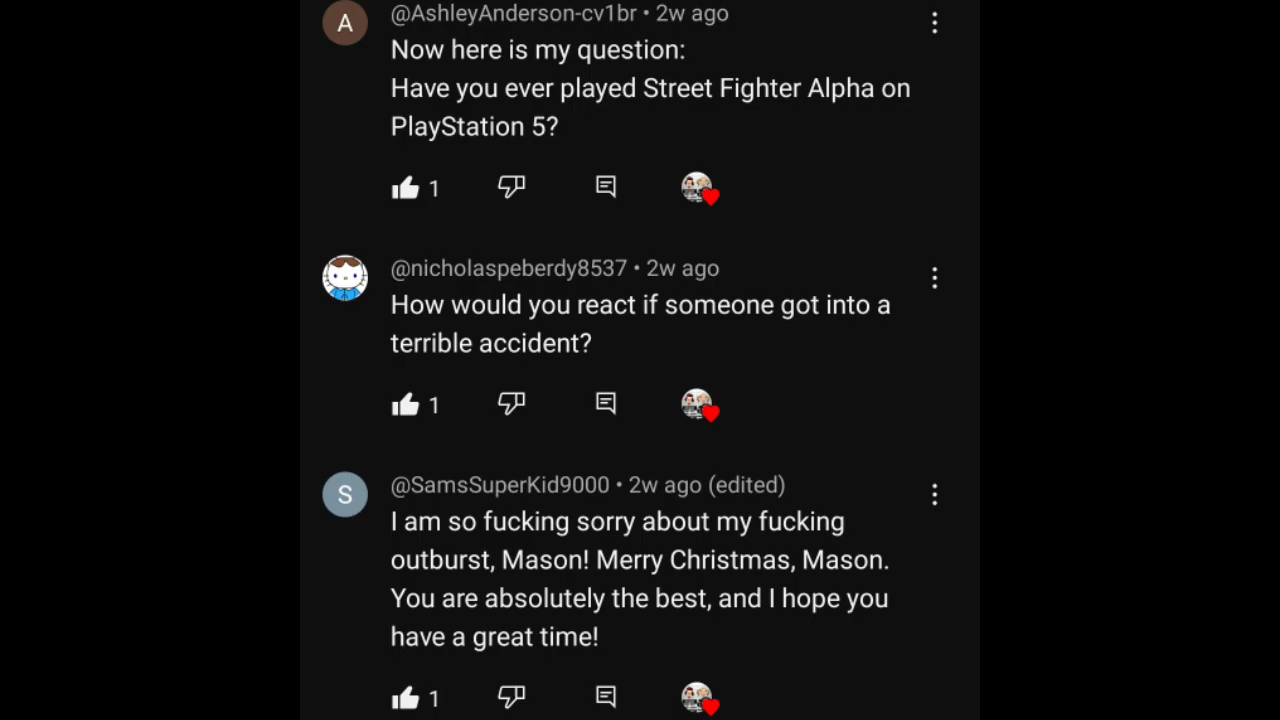 A
@AshleyAnderson-cv1br • 2w ago
Now here is my question:
Have you ever played Street Fighter Alpha on
PlayStation 5?
1
@nicholaspeberdy8537 • 2w ago
How would you react if someone got into a
terrible accident?
1
S
@SamsSuperKid9000 • 2w ago (edited)
I am so fucking sorry about my fucking
outburst, Mason! Merry Christmas, Mason.
You are absolutely the best, and I hope you
have a great time!
1